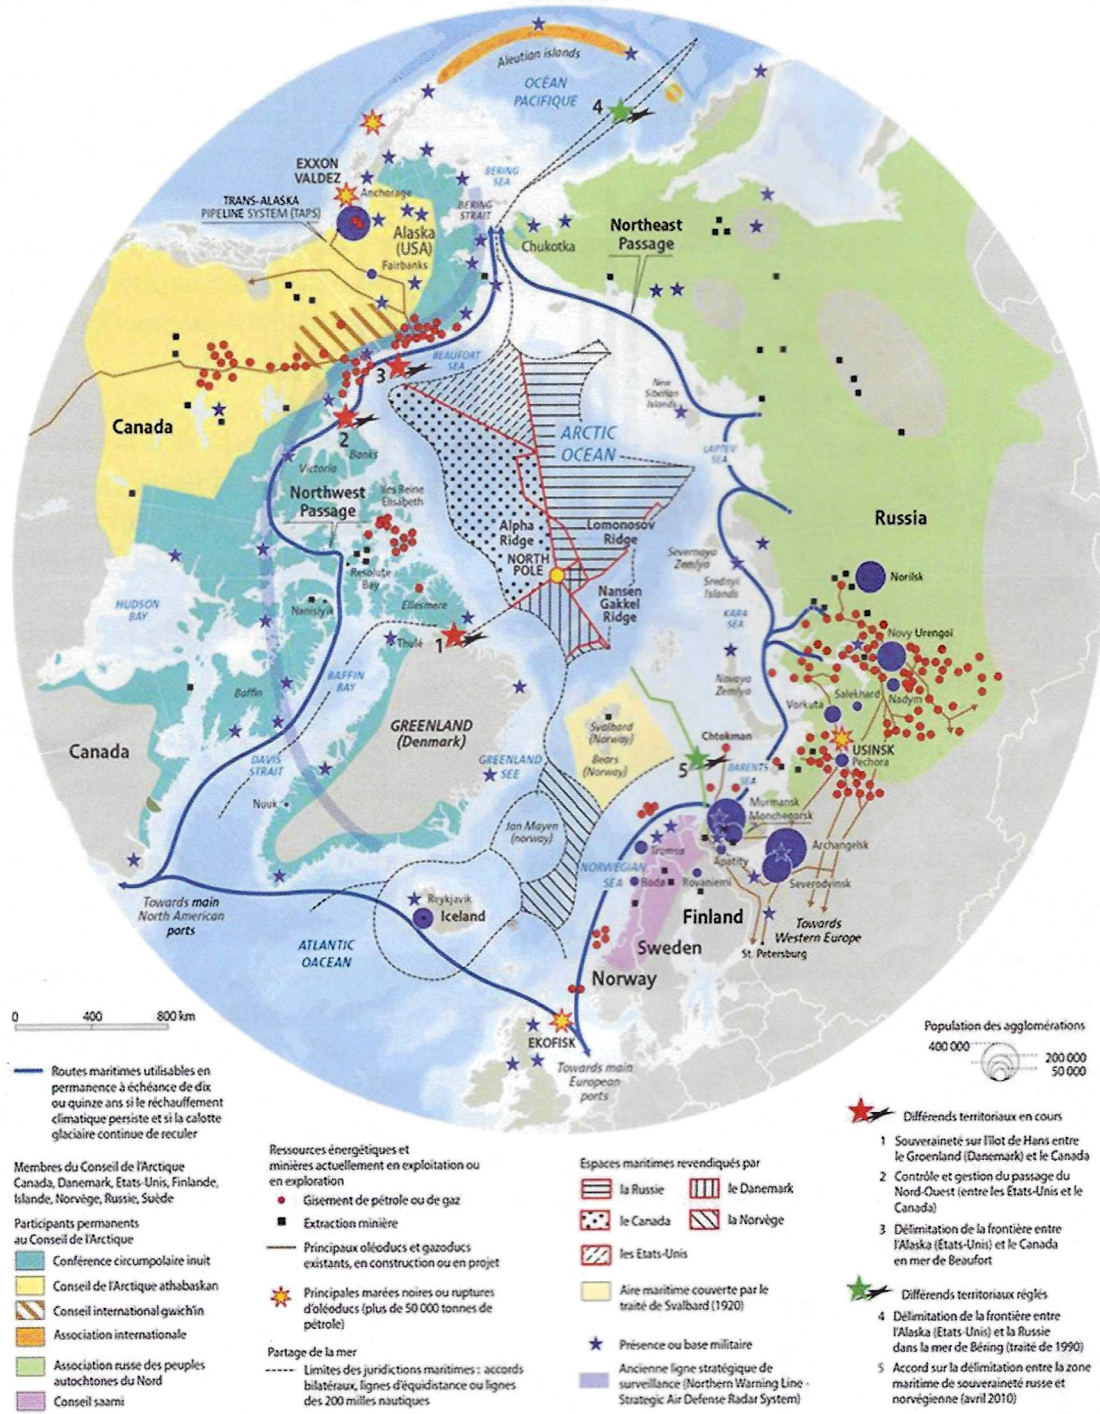 Aleutian islands
OCÉAN
PACIFIQUE
4
EXXON
VALDEZ
BERING
SEA
Anchorage
TRANS-ALASKA
PIPELINE SYSTEM (TAPS)
BERING
STRAIT
Northeast
Passage
Alaska
(USA)
Chukotka
Fairbanks
BEAUFORT
SEA
3
New
Siberian
Islands
Canada
2
ARCTIC
OCEAN
LAPTEV
SEA
Banks
Victoria
Northwest
Passage
Iles Reine
Elisabeth
Russia
Alpha
Ridge
Lomonosov
Ridge
NORTH
POLE
Severnaya
Zemlya
Resolute
Bay
Srednyi
Islands
Norilsk
Nansen
Gakkel
Ridge
HUDSON
BAY
Nanisiyik
Ellesmere
KARA
SEA
Novy Urengoï
1
Thulé
BAFFIN
BAY
Novaya
Zemlya
Baffin
Salekhard
Nadym
Vorkuta
GREENLAND
(Denmark)
Svalbard
(Norway)
Chtokman
USINSK
Pechora
Canada
Bears
(Norway)
DAVIS
STRAIT
GREENLAND
SEE
5
BARENTS
SEA
Nuuk
Murmansk
Monchegorsk
Jan Mayen
(norway)
Archangelsk
Tromsø
Apatity
NORWEGIAN
SEA
Bodø
Rovaniemi
Severodvinsk
Reykjavik
Iceland
Towards main
North American
ports
Finland
Towards
Western Europe
ATLANTIC
OACEAN
Sweden
St. Petersburg
Norway
EKOFISK
Towards main
European
ports
0 400 800 km
Routes maritimes utilisables en
permanence à échéance de dix
ou quinze ans si le réchauffement
climatique persiste et si la calotte
glaciaire continue de reculer
Membres du Conseil de l'Arctique
Canada, Danemark, Etats-Unis, Finlande,
Islande, Norvège, Russie, Suède
Participants permanents
au Conseil de l'Arctique
Conférence circumpolaire inuit
Conseil de l'Arctique athabaskan
Conseil international gwich'in
Association internationale
Association russe des peuples
autochtones du Nord
Conseil saami
Ressources énergétiques et
minières actuellement en exploitation ou
en exploration
Gisement de pétrole ou de gaz
Extraction minière
Principaux oléoducs et gazoducs
existants, en construction ou en projet
Principales marées noires ou ruptures
d'oléoducs (plus de 50 000 tonnes de
pétrole)
Partage de la mer
Limites des juridictions maritimes : accords
bilatéraux, lignes d'équidistance ou lignes
des 200 milles nautiques
Espaces maritimes revendiqués par
la Russie
le Danemark
le Canada
la Norvège
les Etats-Unis
Aire maritime couverte par le
traité de Svalbard (1920)
Présence ou base militaire
Ancienne ligne stratégique de
surveillance (Northern Warning Line -
Strategic Air Defense Radar System)
Population des agglomérations
400 000
200 000
50 000
Différends territoriaux en cours
1 Souveraineté sur l'îlot de Hans entre
le Groenland (Danemark) et le Canada
2 Contrôle et gestion du passage du
Nord-Ouest (entre les Etats-Unis et le
Canada)
3 Délimitation de la frontière entre
l'Alaska (Etats-Unis) et le Canada
en mer de Beaufort
Différends territoriaux réglés
4 Délimitation de la frontière entre
l'Alaska (Etats-Unis) et la Russie
dans la mer de Béring (traité de 1990)
5 Accord sur la délimitation entre la zone
maritime de souveraineté russe et
norvégienne (avril 2010)